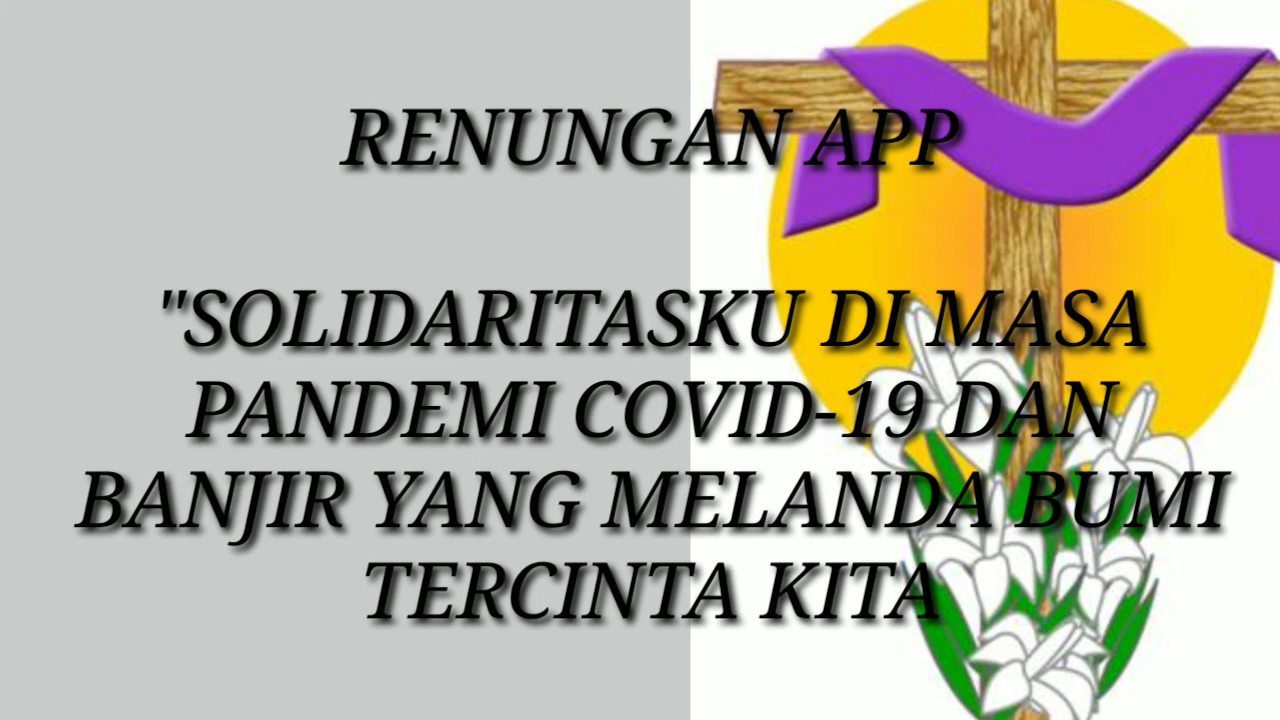 RENUNGAN APP
"SOLIDARITASKU DI MASA
PANDEMI COVID-19 DAN
BANJIR YANG MELANDA BUMI
TERCINTA KITA